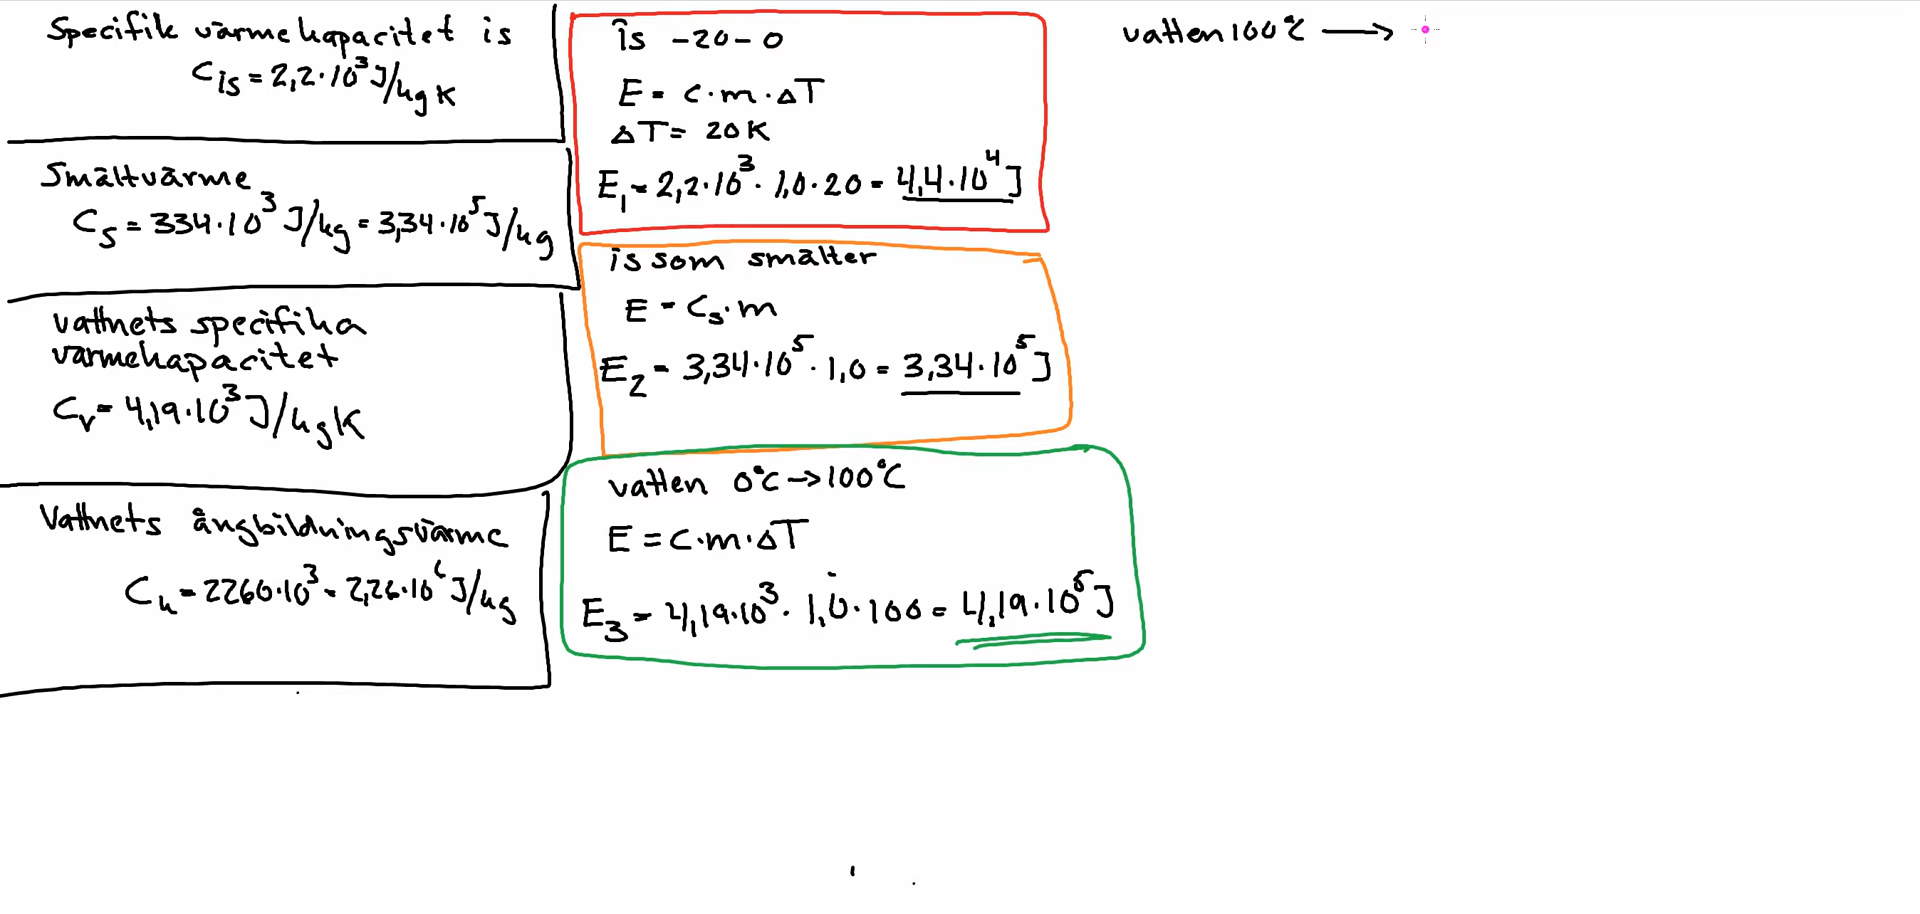 Specifik värmekapacitet is
C_is = 2,2·10³ J/kgK
Smältvärme
C_s = 334·10³ J/kg = 3,34·10⁵ J/kg
vattnets specifika
värmekapacitet
C_v = 4,19·10³ J/kgK
Vattnets ångbildningsvärme
C_k = 2260·10³ = 2,26·10⁶ J/kg
is -20-0
E = c·m·ΔT
ΔT = 20K
E₁ = 2,2·10³·1,0·20 = 4,4·10⁴ J
is som smälter
E = C_s·m
E₂ = 3,34·10⁵·1,0 = 3,34·10⁵ J
vatten 0°C → 100°C
E = c·m·ΔT
E₃ = 4,19·10³·1,0·100 = 4,19·10⁵ J
vatten 100°C →